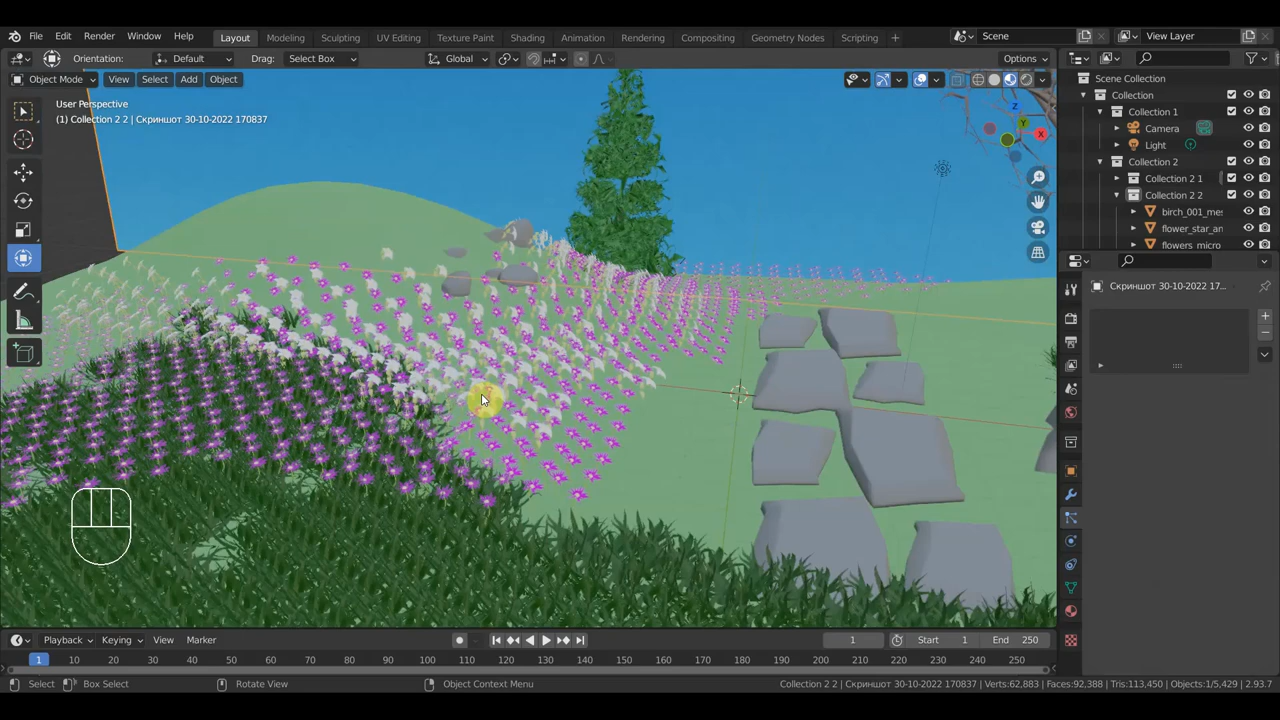 File Edit Render Window Help Layout Modeling Sculpting UV Editing Texture Paint Shading Animation Rendering Compositing Geometry Nodes Scripting + Scene View Layer
Orientation: Default Drag: Select Box Global Options
Object Mode View Select Add Object
User Perspective
(1) Collection 2 2 | Скриншот 30-10-2022 170837
Z
Y
X
Scene Collection
Collection
Collection 1
Camera
Light
Collection 2
Collection 2 1
Collection 2 2
birch_001_mes
flower_star_an
flowers_micro
Скриншот 30-10-2022 17...
Playback Keying View Marker 1 Start 1 End 250
1 10 20 30 40 50 60 70 80 90 100 110 120 130 140 150 160 170 180 190 200 210 220 230 240 250
Select Box Select Rotate View Object Context Menu Collection 2 2 | Скриншот 30-10-2022 170837 | Verts:62,883 | Faces:92,388 | Tris:113,450 | Objects:1/5,429 | 2.93.7